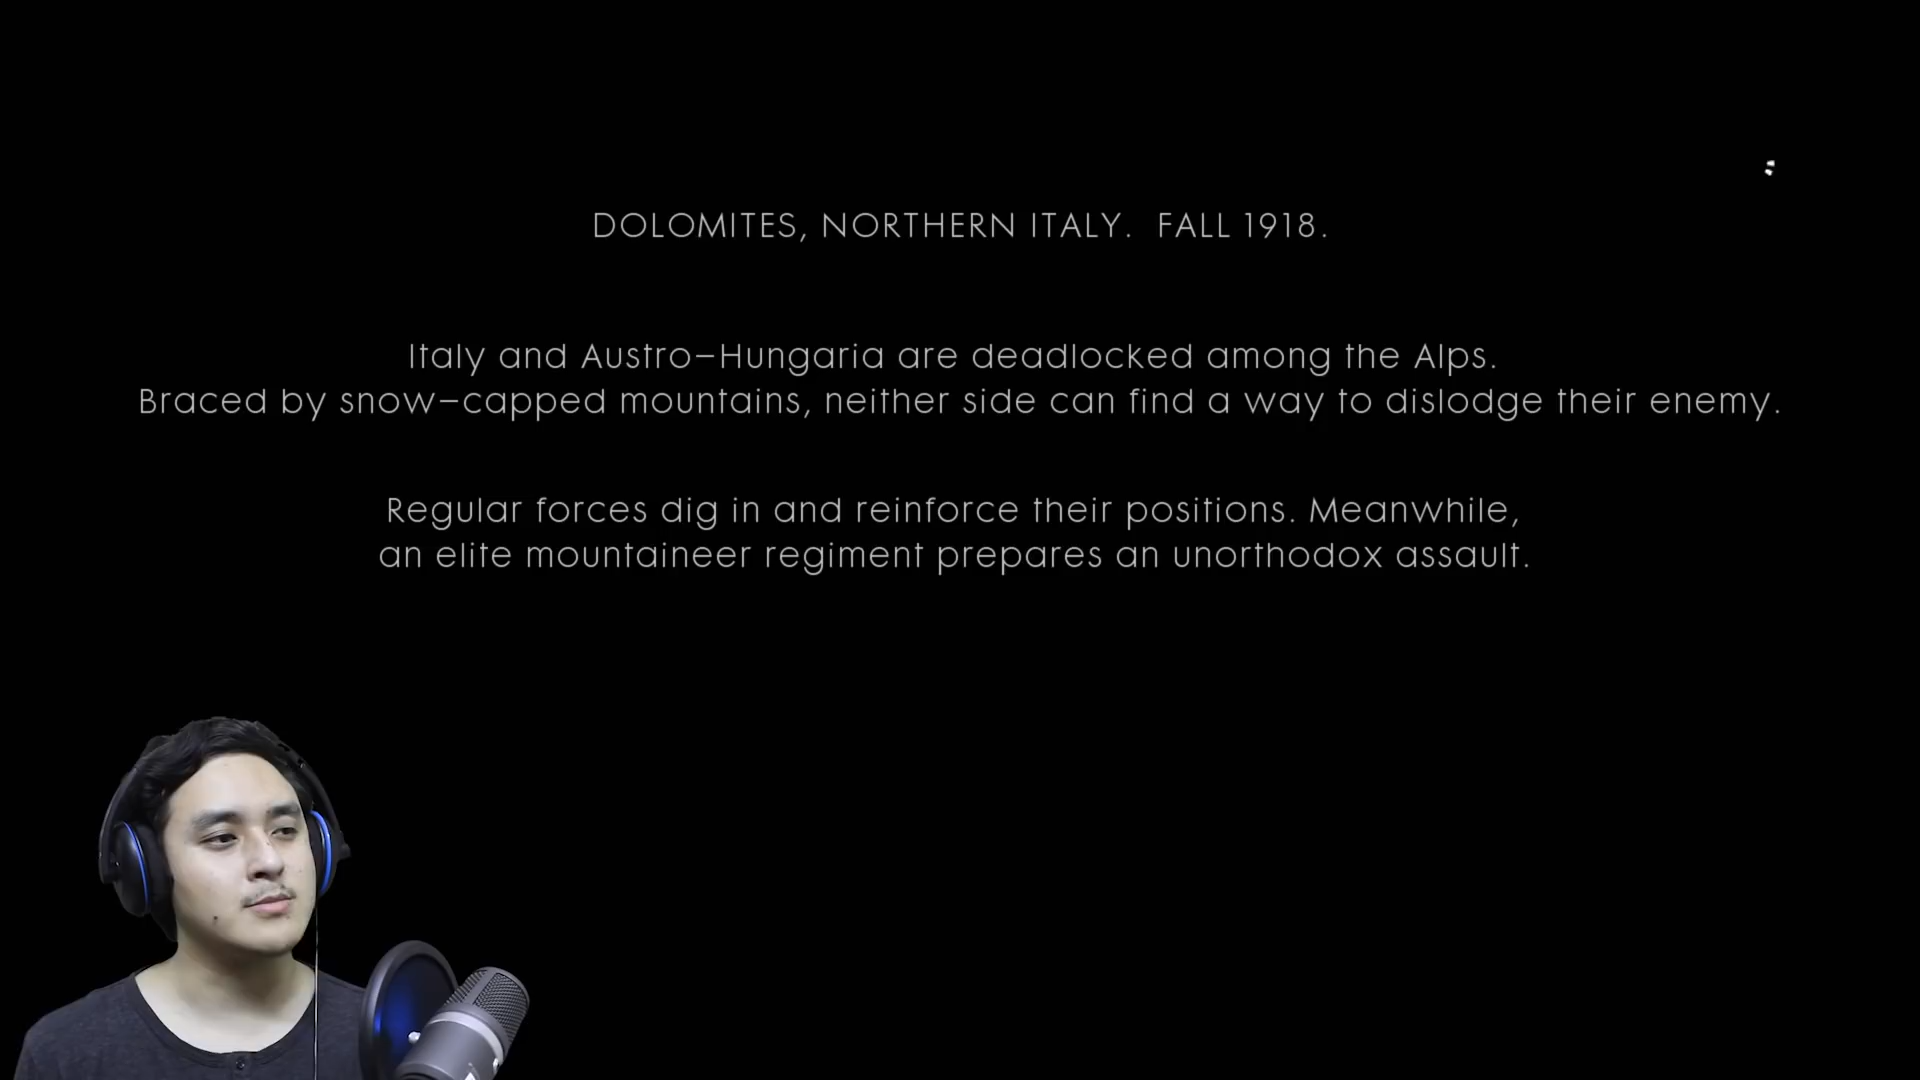 DOLOMITES, NORTHERN ITALY. FALL 1918.
Italy and Austro-Hungaria are deadlocked among the Alps.
Braced by snow-capped mountains, neither side can find a way to dislodge their enemy.
Regular forces dig in and reinforce their positions. Meanwhile,
an elite mountaineer regiment prepares an unorthodox assault.